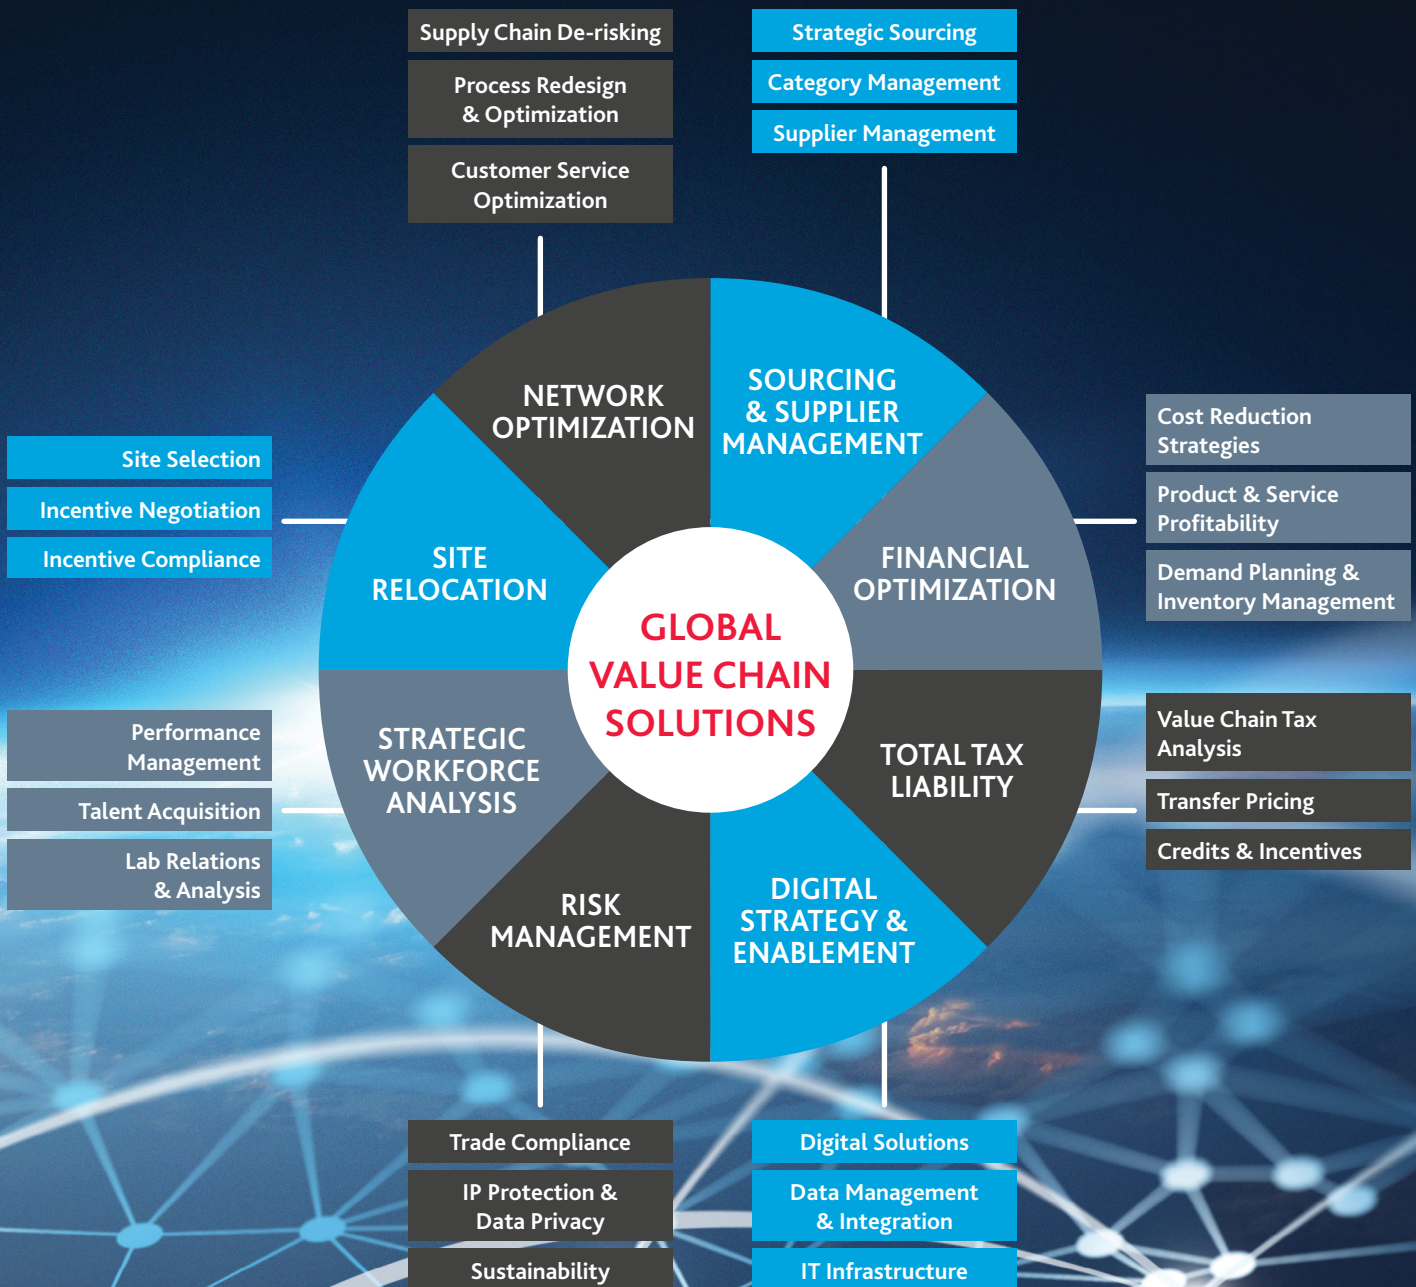 Supply Chain De-risking
Process Redesign
& Optimization
Customer Service
Optimization
Strategic Sourcing
Category Management
Supplier Management
NETWORK
OPTIMIZATION
SOURCING
& SUPPLIER
MANAGEMENT
Site Selection
Incentive Negotiation
Incentive Compliance
SITE
RELOCATION
FINANCIAL
OPTIMIZATION
Cost Reduction
Strategies
Product & Service
Profitability
Demand Planning &
Inventory Management
GLOBAL
VALUE CHAIN
SOLUTIONS
Performance
Management
Talent Acquisition
Lab Relations
& Analysis
STRATEGIC
WORKFORCE
ANALYSIS
TOTAL TAX
LIABILITY
Value Chain Tax
Analysis
Transfer Pricing
Credits & Incentives
RISK
MANAGEMENT
DIGITAL
STRATEGY &
ENABLEMENT
Trade Compliance
IP Protection &
Data Privacy
Sustainability
Digital Solutions
Data Management
& Integration
IT Infrastructure